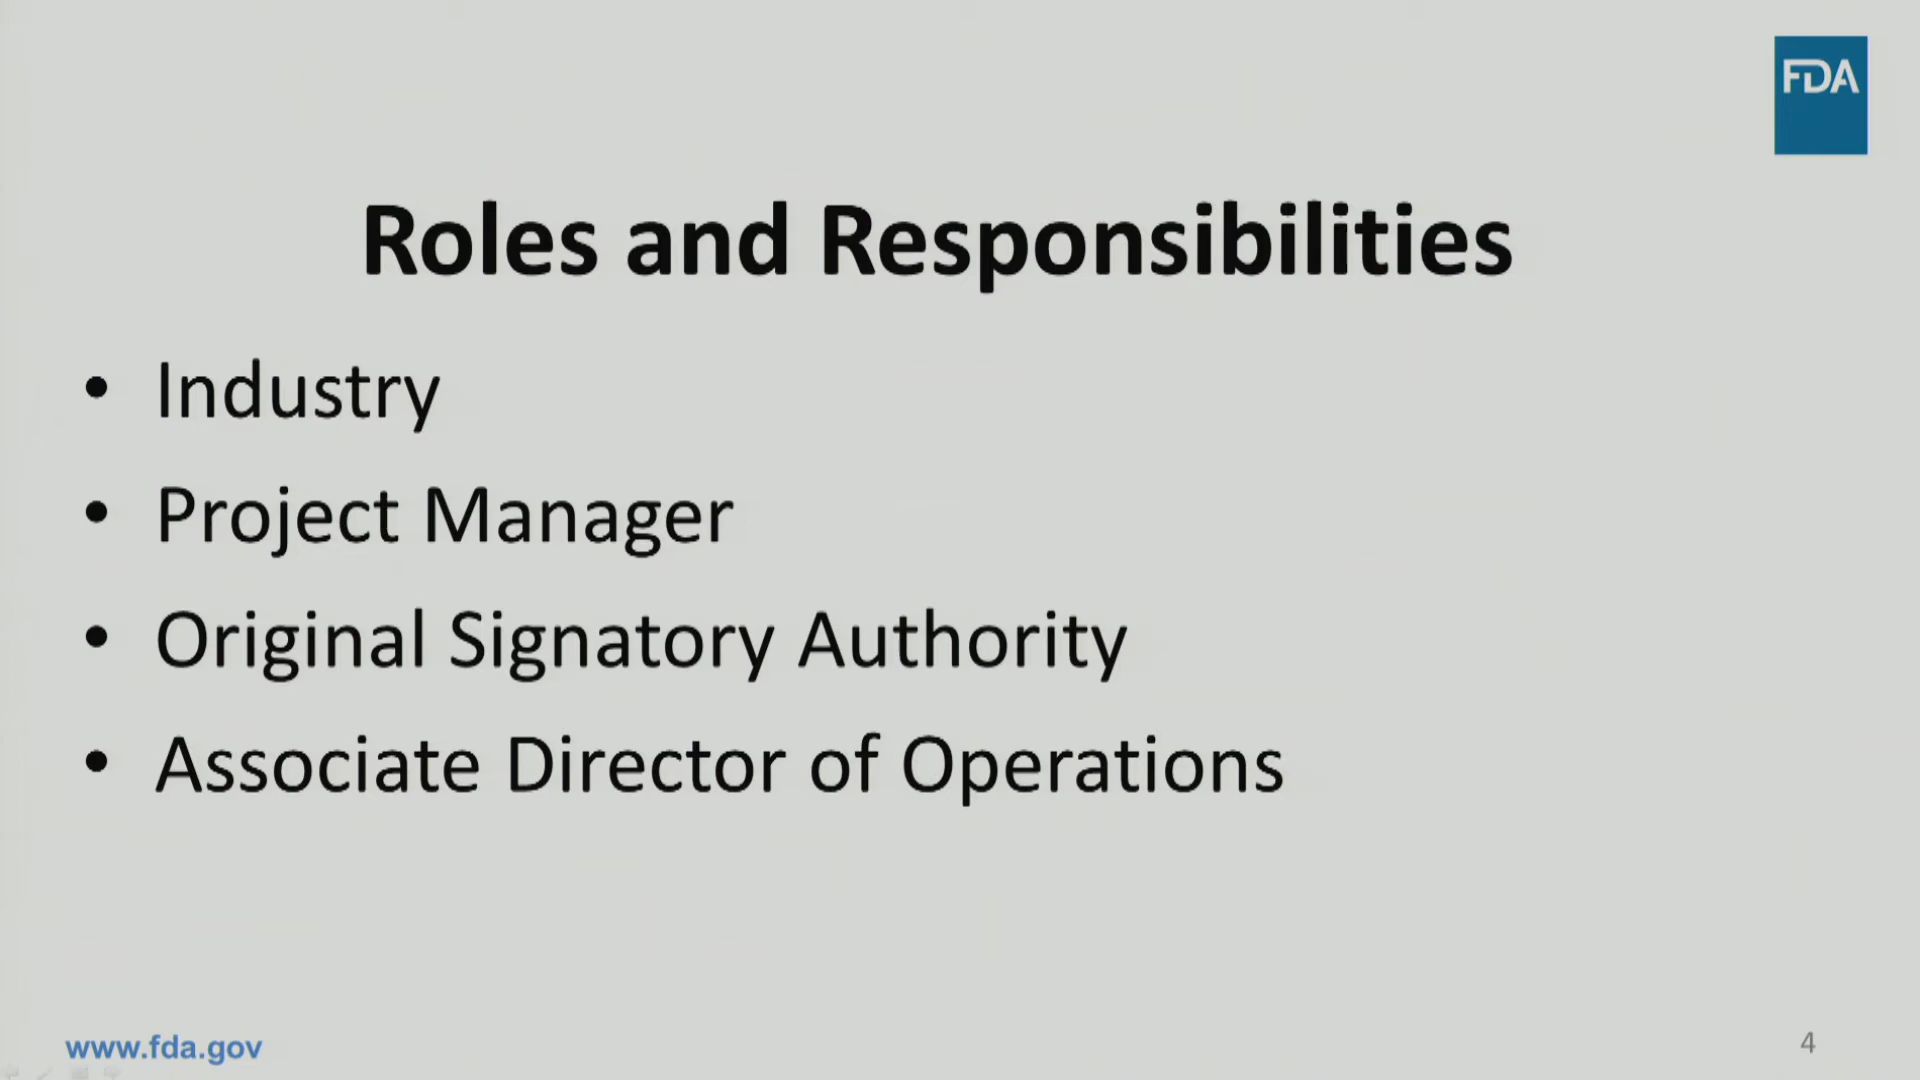 FDA
Roles and Responsibilities
• Industry
• Project Manager
• Original Signatory Authority
• Associate Director of Operations
www.fda.gov
4